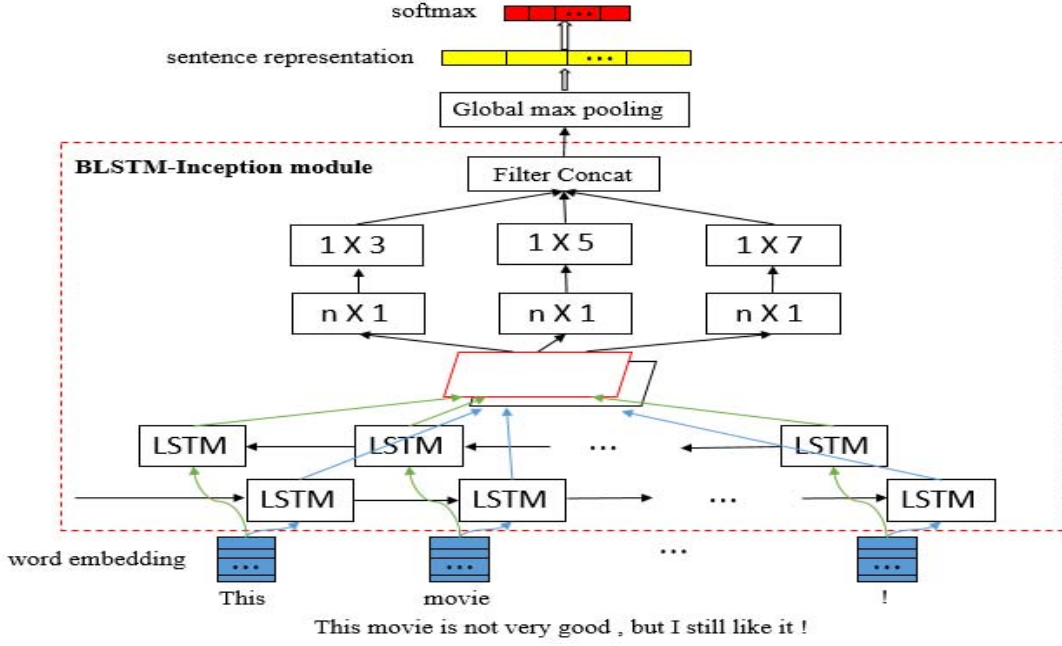 softmax
...
sentence representation
...
Global max pooling
BLSTM-Inception module
Filter Concat
1 X 3
1 X 5
1 X 7
n X 1
n X 1
n X 1
LSTM
LSTM
...
LSTM
LSTM
LSTM
...
LSTM
word embedding
...
...
...
...
This
movie
!
This movie is not very good , but I still like it !